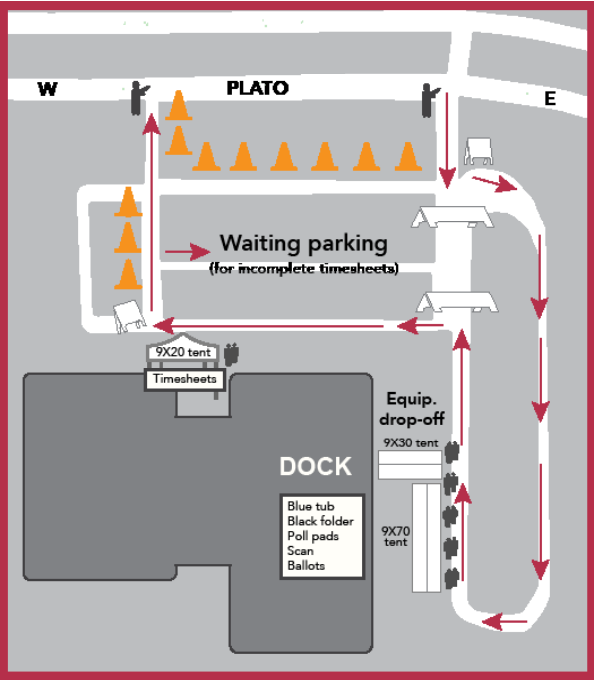 W
PLATO
E
Waiting parking
(for incomplete timesheets)
9X20 tent
Timesheets
Equip.
drop-off
9X30 tent
DOCK
Blue tub
Black folder
Poll pads
Scan
Ballots
9X70
tent